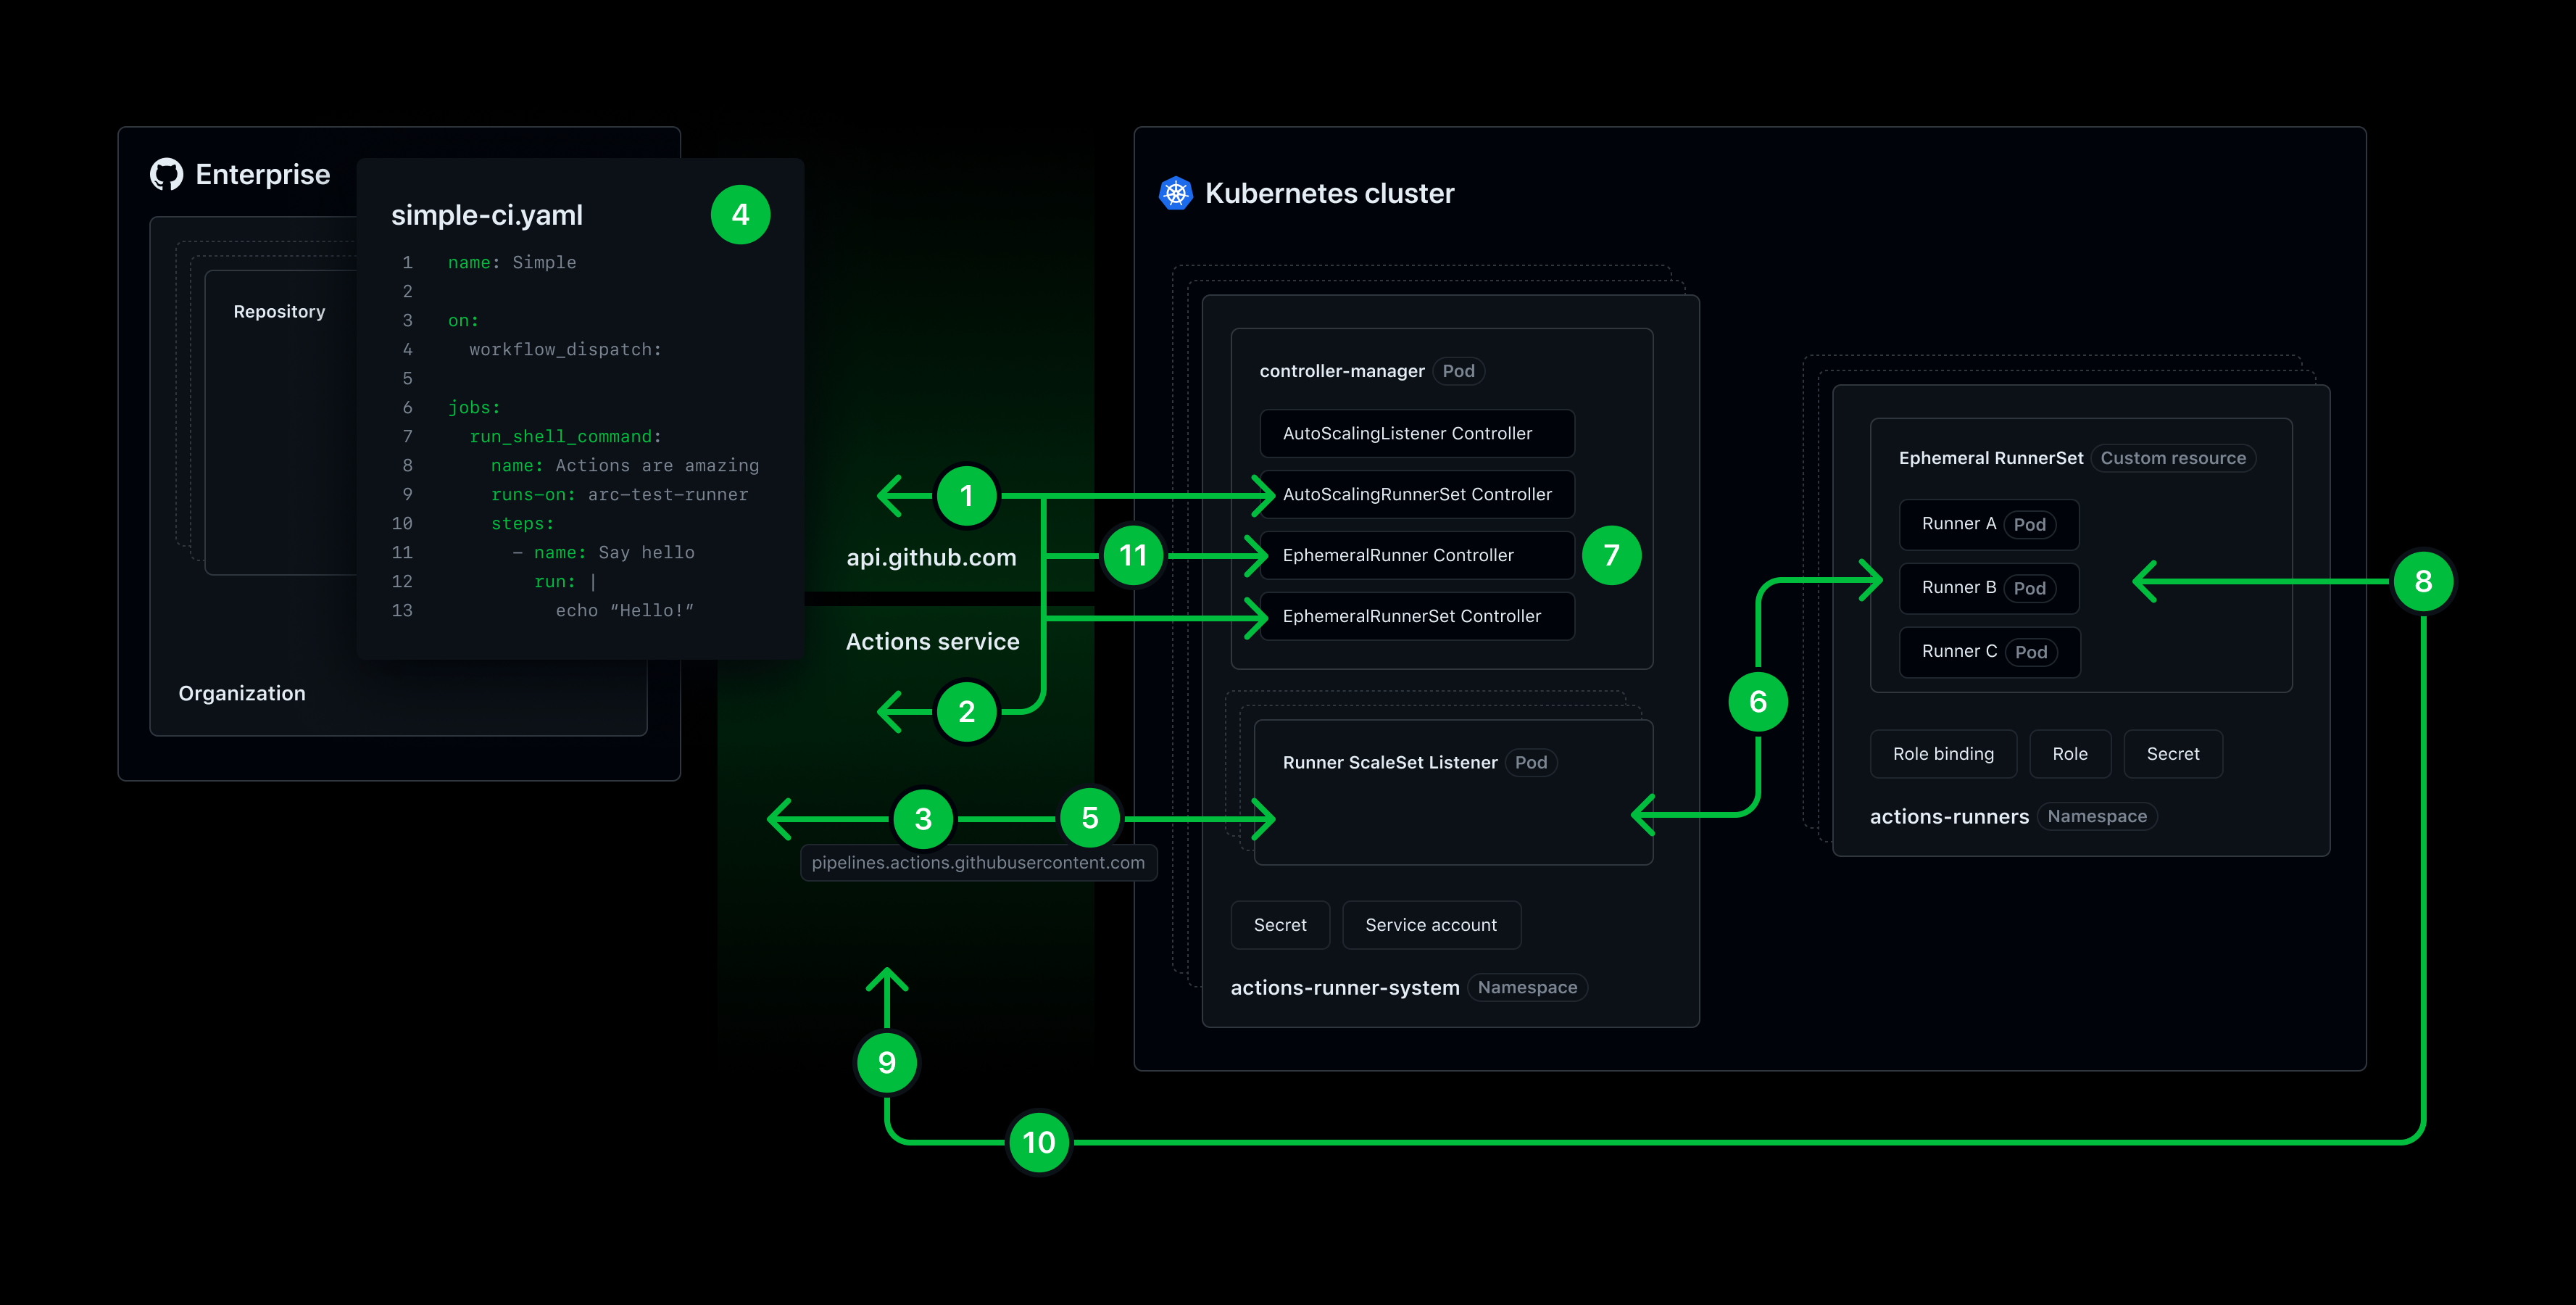 Enterprise
simple-ci.yaml
4
1 name: Simple
2
3 on:
4 workflow_dispatch:
5
6 jobs:
7 run_shell_command:
8 name: Actions are amazing
9 runs-on: arc-test-runner
10 steps:
11 – name: Say hello
12 run: |
13 echo “Hello!”
Repository
Organization
1
api.github.com
11
Actions service
2
3
5
pipelines.actions.githubusercontent.com
9
10
Kubernetes cluster
controller-manager Pod
AutoScalingListener Controller
AutoScalingRunnerSet Controller
EphemeralRunner Controller
7
EphemeralRunnerSet Controller
Runner ScaleSet Listener Pod
Secret
Service account
actions-runner-system Namespace
6
Ephemeral RunnerSet Custom resource
Runner A Pod
Runner B Pod
Runner C Pod
8
Role binding
Role
Secret
actions-runners Namespace